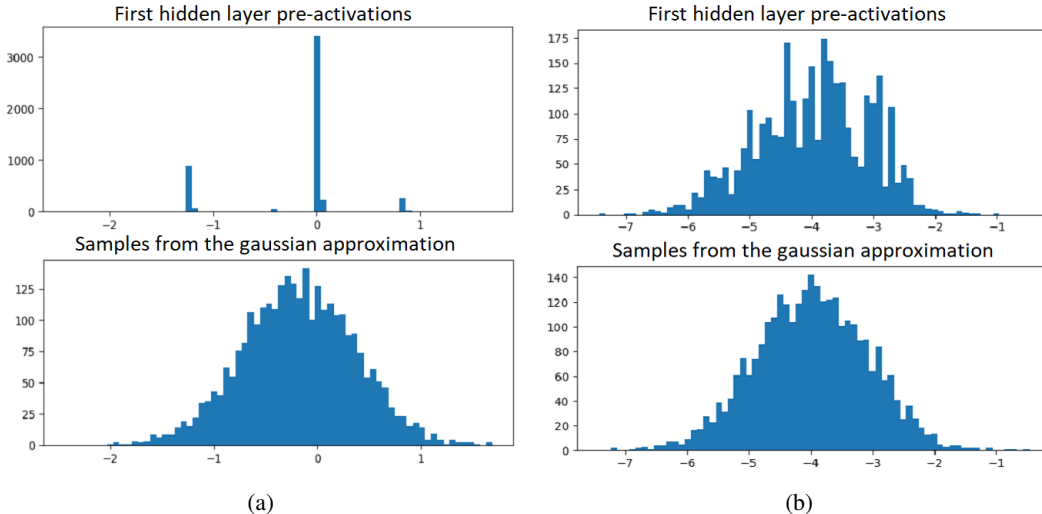 First hidden layer pre-activations
3000
2000
1000
0
−2 −1 0 1
Samples from the gaussian approximation
125
100
75
50
25
0
−2 −1 0 1
(a)
First hidden layer pre-activations
175
150
125
100
75
50
25
0
−7 −6 −5 −4 −3 −2 −1
Samples from the gaussian approximation
140
120
100
80
60
40
20
0
−7 −6 −5 −4 −3 −2 −1
(b)